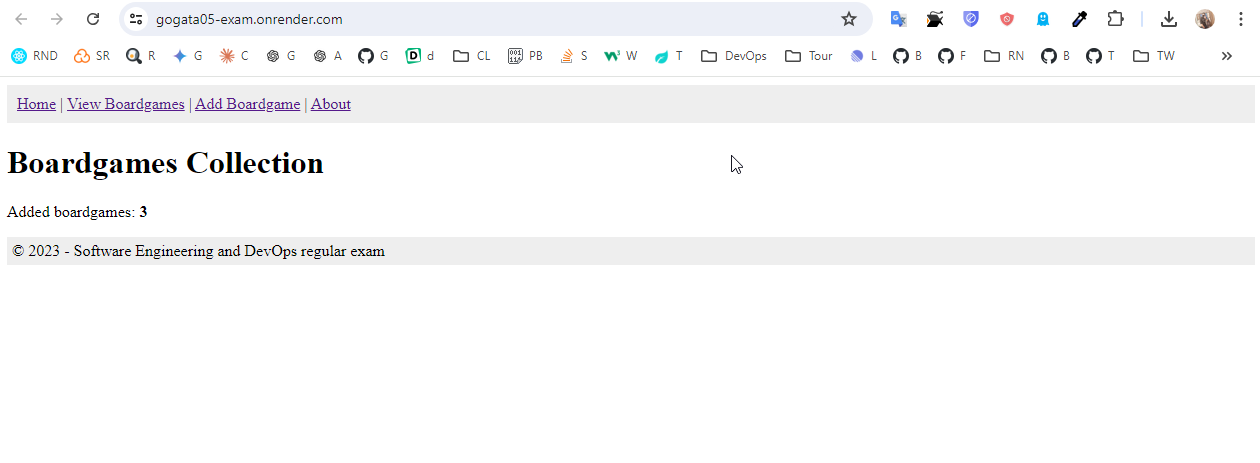 gogata05-exam.onrender.com
RND SR R G C G A G d CL PB S W T DevOps Tour L B F RN B T TW »
Home | View Boardgames | Add Boardgame | About
Boardgames Collection
Added boardgames: 3
© 2023 - Software Engineering and DevOps regular exam